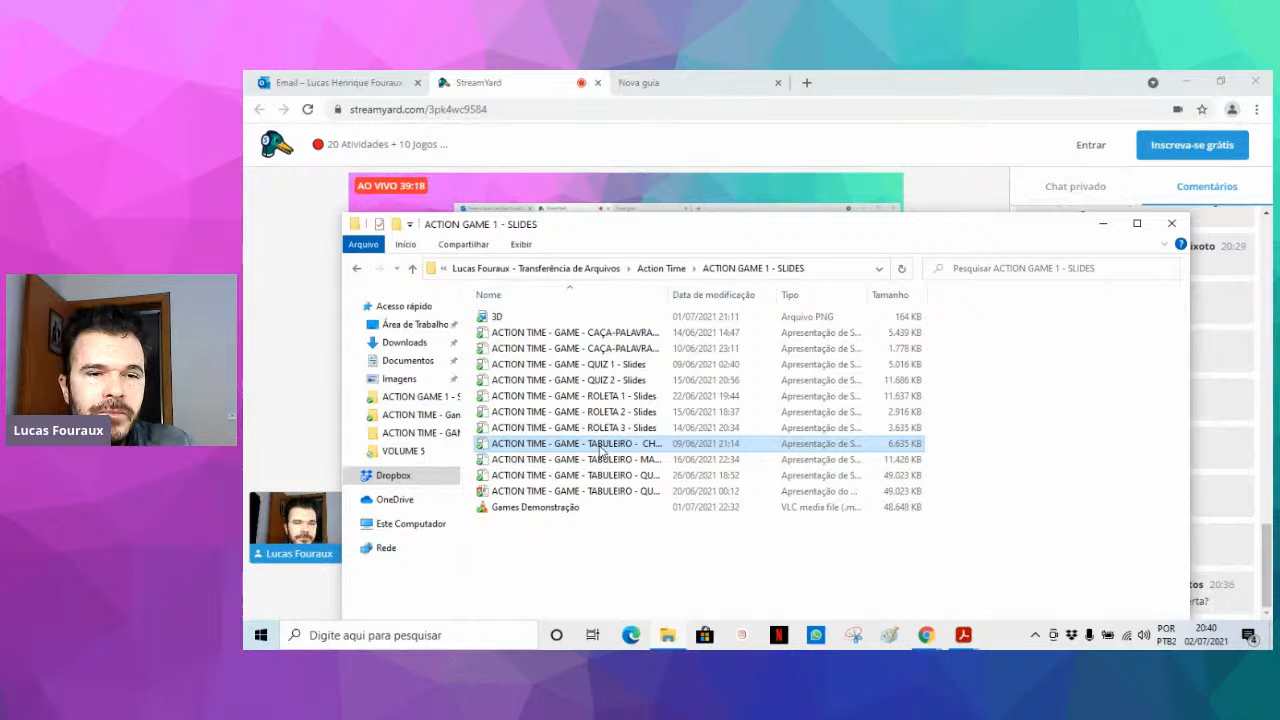 Email – Lucas Henrique Fouraux
StreamYard
Nova guia
streamyard.com/3pk4wc9584
20 Atividades + 10 Jogos ...
Entrar
Inscreva-se grátis
AO VIVO 39:18
Chat privado
Comentários
ixoto 20:29
ACTION GAME 1 - SLIDES
Arquivo
Início
Compartilhar
Exibir
« Lucas Fouraux - Transferência de Arquivos > Action Time > ACTION GAME 1 - SLIDES
Pesquisar ACTION GAME 1 - SLIDES
Nome Data de modificação Tipo Tamanho
Acesso rápido
Área de Trabalho
Downloads
Documentos
Imagens
ACTION GAME 1 - S
ACTION TIME - Gam
ACTION TIME - GA
VOLUME 5
Dropbox
OneDrive
Este Computador
Rede
3D 01/07/2021 21:11 Arquivo PNG 164 KB
ACTION TIME - GAME - CAÇA-PALAVRA... 14/06/2021 14:47 Apresentação de S... 5.439 KB
ACTION TIME - GAME - CAÇA-PALAVRA... 10/06/2021 23:11 Apresentação de S... 1.778 KB
ACTION TIME - GAME - QUIZ 1 - Slides 09/06/2021 02:40 Apresentação de S... 5.016 KB
ACTION TIME - GAME - QUIZ 2 - Slides 15/06/2021 20:56 Apresentação de S... 11.686 KB
ACTION TIME - GAME - ROLETA 1 - Slides 22/06/2021 19:44 Apresentação de S... 11.637 KB
ACTION TIME - GAME - ROLETA 2 - Slides 15/06/2021 18:37 Apresentação de S... 2.916 KB
ACTION TIME - GAME - ROLETA 3 - Slides 14/06/2021 20:34 Apresentação de S... 3.635 KB
ACTION TIME - GAME - TABULEIRO - CH... 09/06/2021 21:14 Apresentação de S... 6.635 KB
ACTION TIME - GAME - TABULEIRO - MA... 16/06/2021 22:34 Apresentação de S... 11.426 KB
ACTION TIME - GAME - TABULEIRO - QU... 26/06/2021 18:52 Apresentação de S... 49.023 KB
ACTION TIME - GAME - TABULEIRO - QU... 20/06/2021 00:12 Apresentação do ... 49.023 KB
Games Demonstração 01/07/2021 22:32 VLC media file (.m... 48.648 KB
Lucas Fouraux
Lucas Fouraux
tos 20:36
rta?
Digite aqui para pesquisar
POR
PTB2
20:40
02/07/2021
4